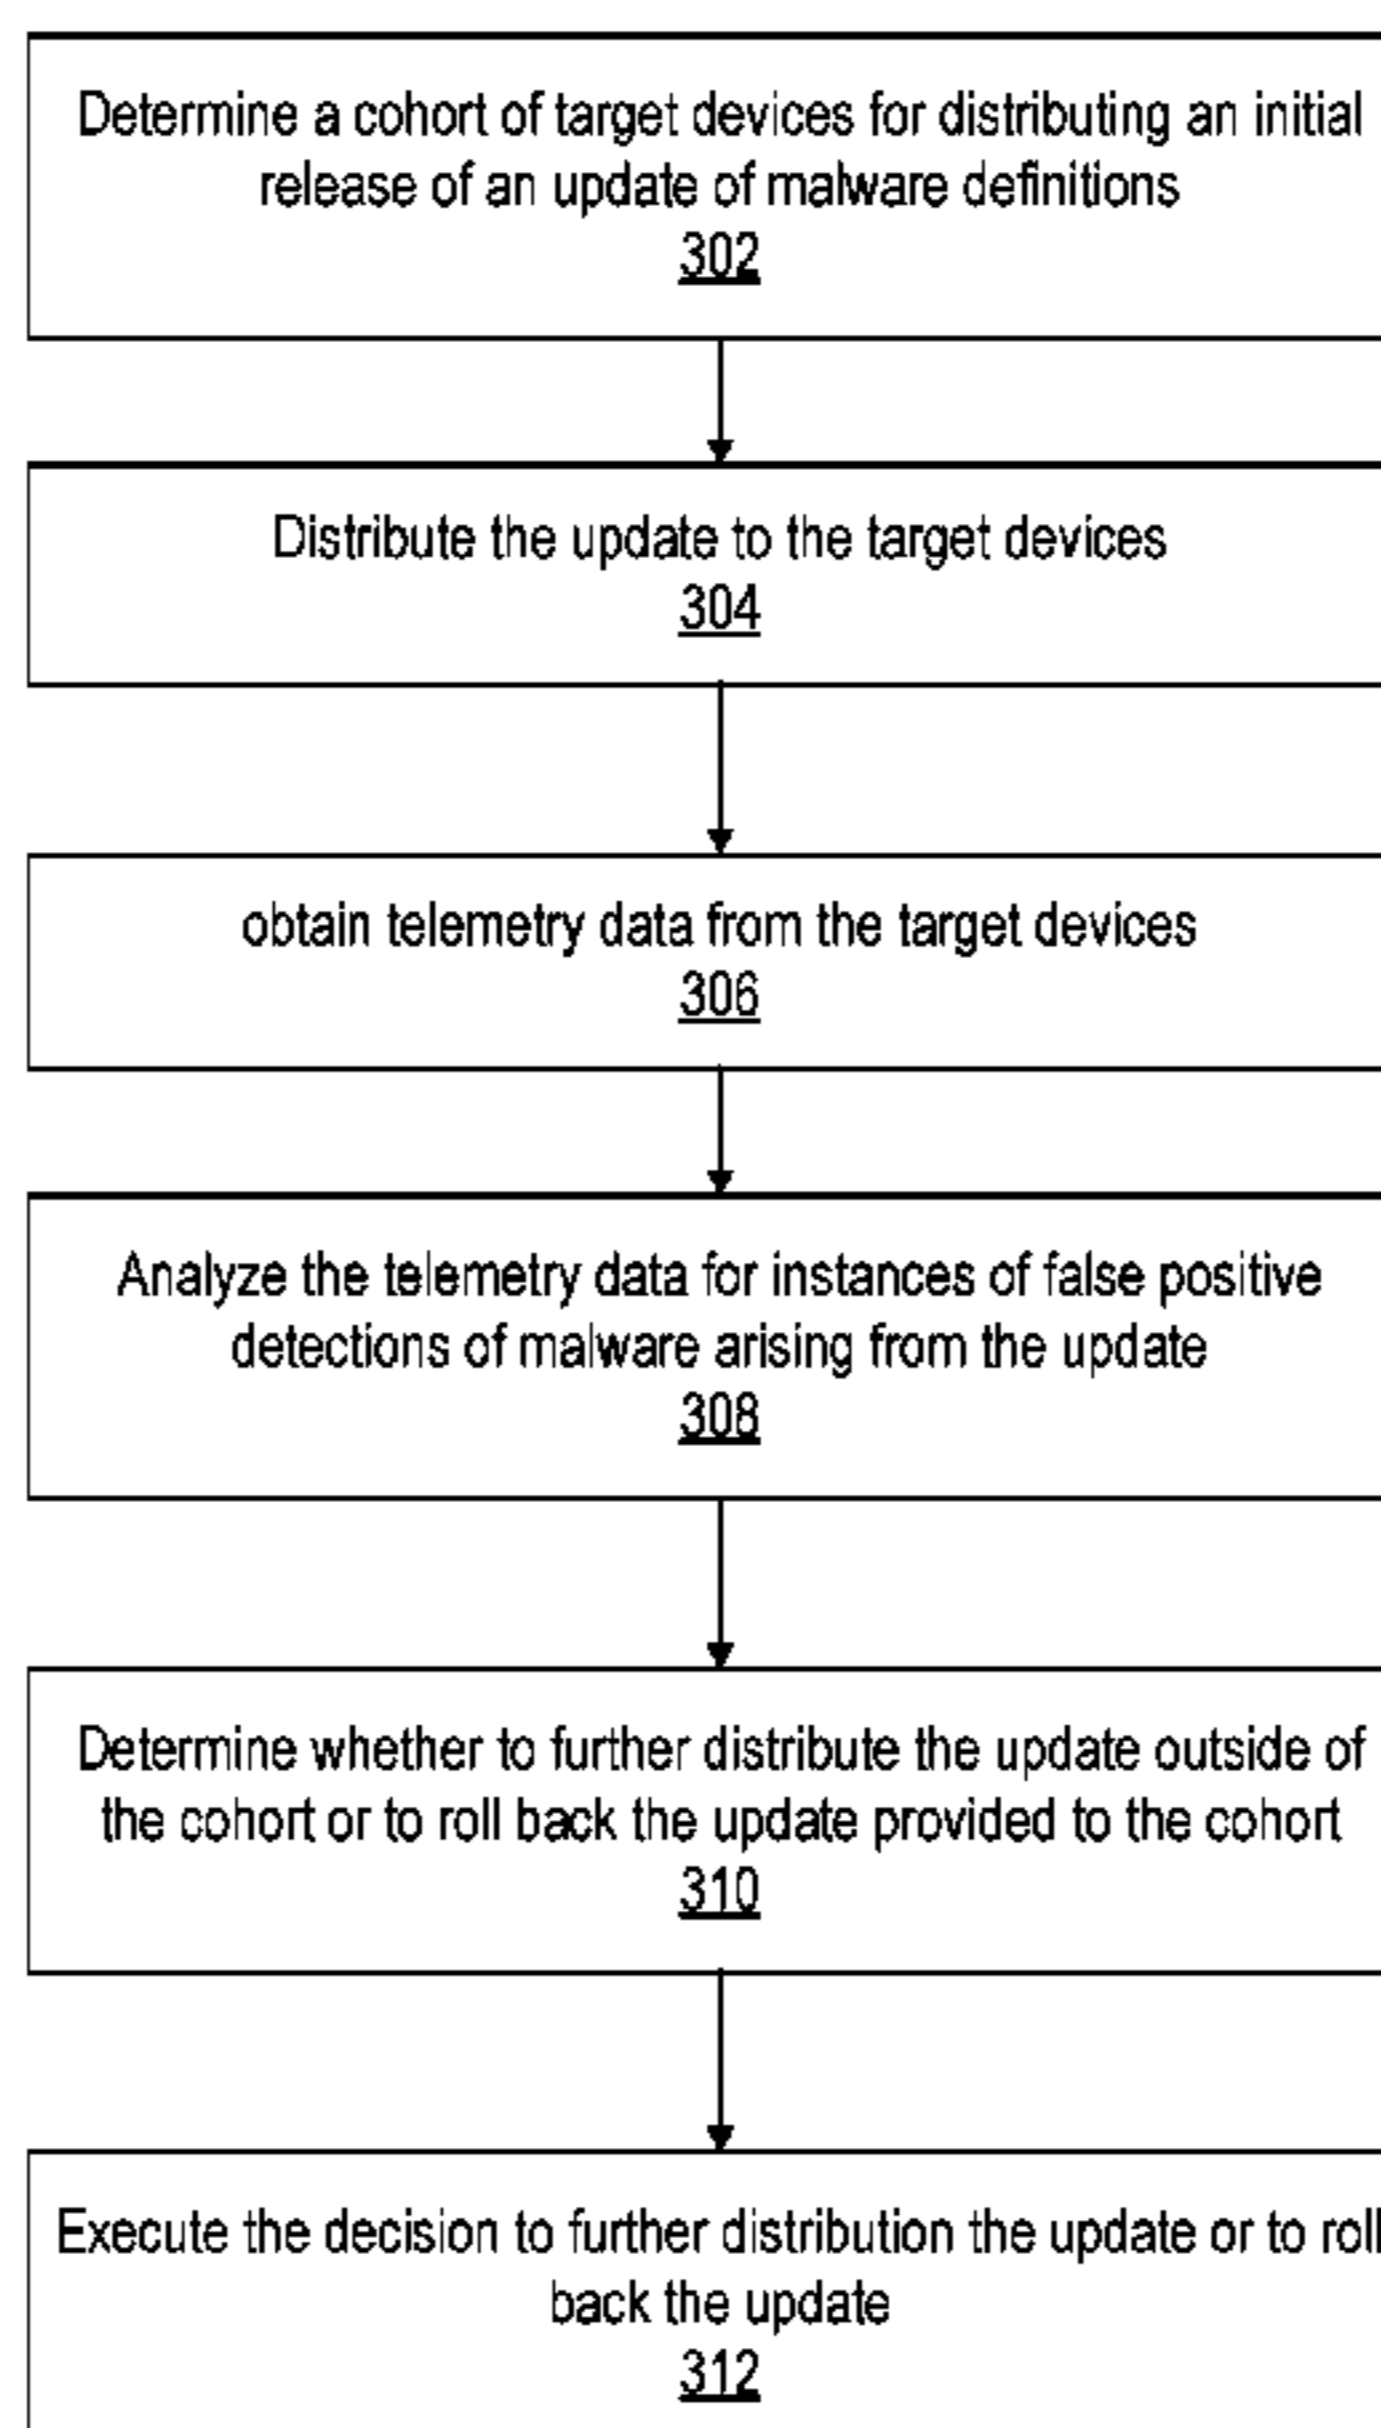 Determine a cohort of target devices for distributing an initial
release of an update of malware definitions
302
Distribute the update to the target devices
304
obtain telemetry data from the target devices
306
Analyze the telemetry data for instances of false positive
detections of malware arising from the update
308
Determine whether to further distribute the update outside of
the cohort or to roll back the update provided to the cohort
310
Execute the decision to further distribution the update or to roll
back the update
312